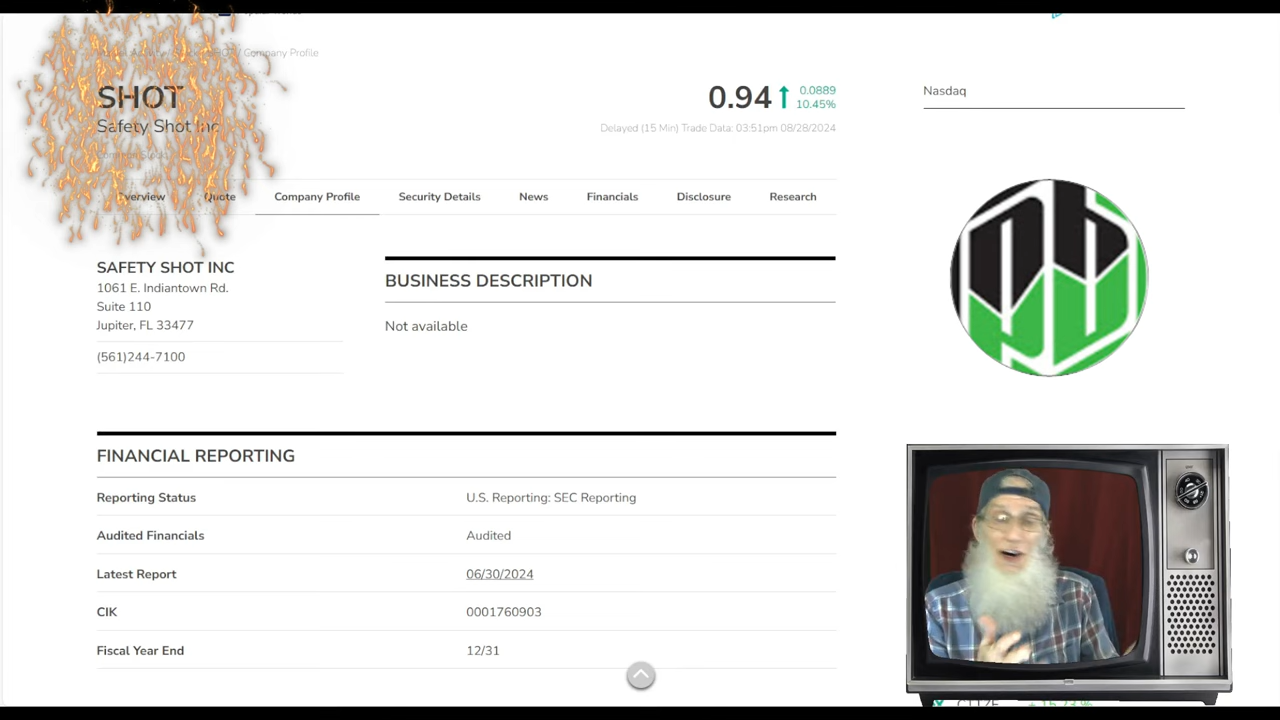 Company Profile
SHOT
Safety Shot Inc
0.94
0.0889
10.45%
Delayed (15 Min) Trade Data: 03:51pm 08/28/2024
Nasdaq
Overview
Quote
Company Profile
Security Details
News
Financials
Disclosure
Research
SAFETY SHOT INC
1061 E. Indiantown Rd.
Suite 110
Jupiter, FL 33477
(561)244-7100
BUSINESS DESCRIPTION
Not available
FINANCIAL REPORTING
Reporting Status U.S. Reporting: SEC Reporting
Audited Financials Audited
Latest Report 06/30/2024
CIK 0001760903
Fiscal Year End 12/31